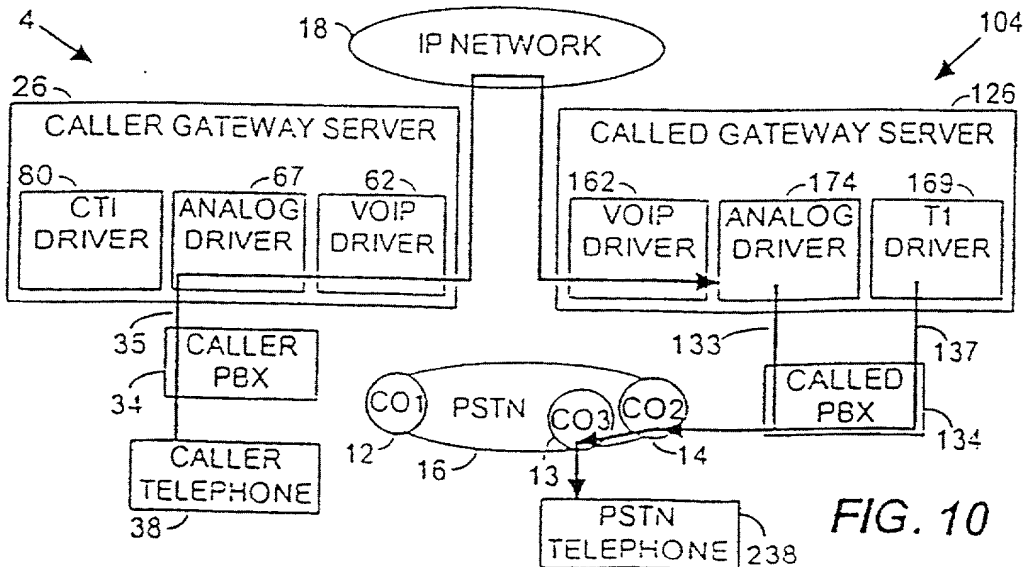 4
18
IP NETWORK
104
26
CALLER GATEWAY SERVER
126
CALLED GATEWAY SERVER
80
CTI
DRIVER
67
ANALOG
DRIVER
62
VOIP
DRIVER
162
VOIP
DRIVER
174
ANALOG
DRIVER
169
T1
DRIVER
35
CALLER
PBX
34
133
137
CALLED
PBX
134
CO1
PSTN
CO3
CO2
12
16
13
14
CALLER
TELEPHONE
38
PSTN
TELEPHONE
238
FIG. 10